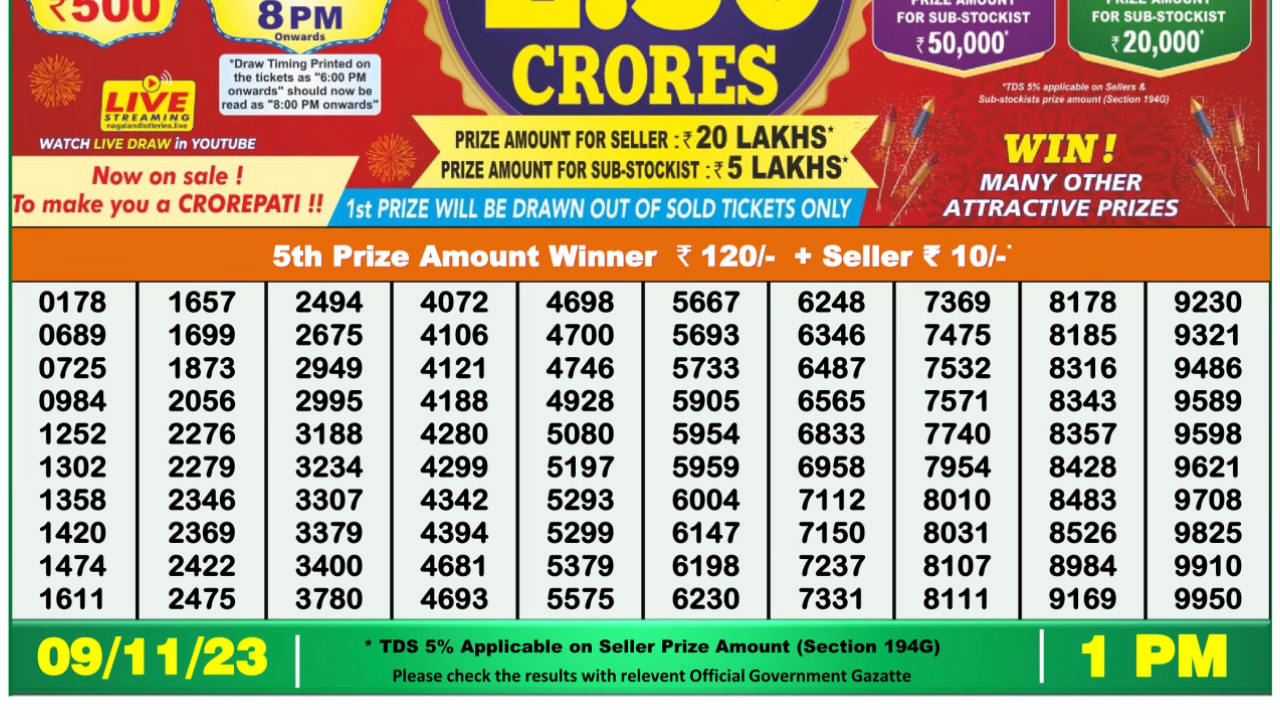 ₹500
8 PM
Onwards
*Draw Timing Printed on
the tickets as "6:00 PM
onwards" should now be
read as "8:00 PM onwards"
LIVE
STREAMING
nagalandlotteries.live
WATCH LIVE DRAW in YOUTUBE
Now on sale !
To make you a CROREPATI !!
CRORES
PRIZE AMOUNT FOR SELLER : ₹ 20 LAKHS*
PRIZE AMOUNT FOR SUB-STOCKIST : ₹ 5 LAKHS*
1st PRIZE WILL BE DRAWN OUT OF SOLD TICKETS ONLY
PRIZE AMOUNT
FOR SUB-STOCKIST
₹50,000*
PRIZE AMOUNT
FOR SUB-STOCKIST
₹20,000*
*TDS 5% applicable on Sellers &
Sub-stockists prize amount (Section 194G)
WIN !
MANY OTHER
ATTRACTIVE PRIZES
5th Prize Amount Winner ₹ 120/- + Seller ₹ 10/-*
0178 1657 2494 4072 4698 5667 6248 7369 8178 9230
0689 1699 2675 4106 4700 5693 6346 7475 8185 9321
0725 1873 2949 4121 4746 5733 6487 7532 8316 9486
0984 2056 2995 4188 4928 5905 6565 7571 8343 9589
1252 2276 3188 4280 5080 5954 6833 7740 8357 9598
1302 2279 3234 4299 5197 5959 6958 7954 8428 9621
1358 2346 3307 4342 5293 6004 7112 8010 8483 9708
1420 2369 3379 4394 5299 6147 7150 8031 8526 9825
1474 2422 3400 4681 5379 6198 7237 8107 8984 9910
1611 2475 3780 4693 5575 6230 7331 8111 9169 9950
09/11/23
* TDS 5% Applicable on Seller Prize Amount (Section 194G)
Please check the results with relevent Official Government Gazatte
1 PM